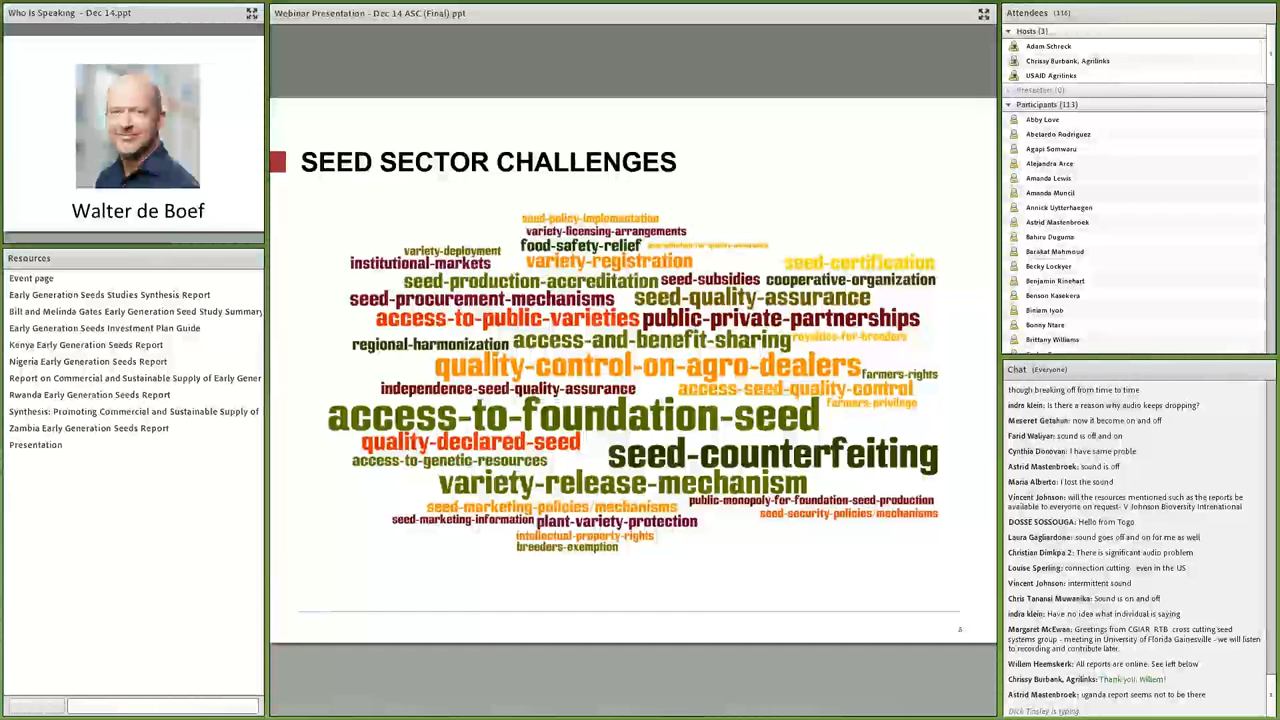 Who Is Speaking - Dec 14.ppt
Walter de Boef
Resources
Event page
Early Generation Seeds Studies Synthesis Report
Bill and Melinda Gates Early Generation Seed Study Summary
Early Generation Seeds Investment Plan Guide
Kenya Early Generation Seeds Report
Nigeria Early Generation Seeds Report
Report on Commercial and Sustainable Supply of Early Gener
Rwanda Early Generation Seeds Report
Synthesis: Promoting Commercial and Sustainable Supply of
Zambia Early Generation Seeds Report
Presentation
Webinar Presentation - Dec 14 ASC (Final).ppt
SEED SECTOR CHALLENGES
seed-policy-implementation
variety-licensing-arrangements
variety-deployment food-safety-relief
institutional-markets variety-registration seed-certification
seed-production-accreditation seed-subsidies cooperative-organization
seed-procurement-mechanisms seed-quality-assurance
access-to-public-varieties public-private-partnerships
regional-harmonization access-and-benefit-sharing royalties-for-breeders
quality-control-on-agro-dealers farmers-rights
independence-seed-quality-assurance access-seed-quality-control
farmers-privilege
access-to-foundation-seed
quality-declared-seed seed-counterfeiting
access-to-genetic-resources
variety-release-mechanism
public-monopoly-for-foundation-seed-production
seed-marketing-policies/mechanisms seed-security-policies/mechanisms
seed-marketing-information plant-variety-protection
intellectual-property-rights
breeders-exemption
Attendees (116)
Hosts (3)
Adam Schreck
Chrissy Burbank, Agrilinks
USAID Agrilinks
Presenters (0)
Participants (113)
Abby Love
Abelardo Rodriguez
Agapi Somwaru
Alejandra Arce
Amanda Lewis
Amanda Muncil
Annick Uytterhaegen
Astrid Mastenbroek
Bahiru Duguma
Barakat Mahmoud
Becky Lockyer
Benjamin Rinehart
Benson Kasekera
Biniam Iyob
Bonny Ntare
Brittany Williams
Chat (Everyone)
though breaking off from time to time
indra klein: Is there a reason why audio keeps dropping?
Meseret Getahun: now it become on and off
Farid Waliyar: sound is off and on
Cynthia Donovan: I have same proble
Astrid Mastenbroek: sound is off
Maria Alberto: I lost the sound
Vincent Johnson: will the resources mentioned such as the reports be
available to everyone on request- V Johnson Bioversity Intrenational
DOSSE SOSSOUGA: Hello from Togo
Laura Gagliardone: sound goes off and on for me as well
Christian Dimkpa 2: There is significant audio problem
Louise Sperling: connection cutting even in the US
Vincent Johnson: intermittent sound
Chris Tanansi Muwanika: Sound is on and off
indra klein: Have no idea what individual is saying
Margaret McEwan: Greetings from CGIAR RTB cross cutting seed
systems group - meeting in University of Florida Gainesville - we will listen
to recording and contribute later.
Willem Heemskerk: All reports are online. See left below
Chrissy Burbank, Agrilinks: Thank you, Willem!
Astrid Mastenbroek: uganda report seems not to be there
Dick Tinsley is typing.
8